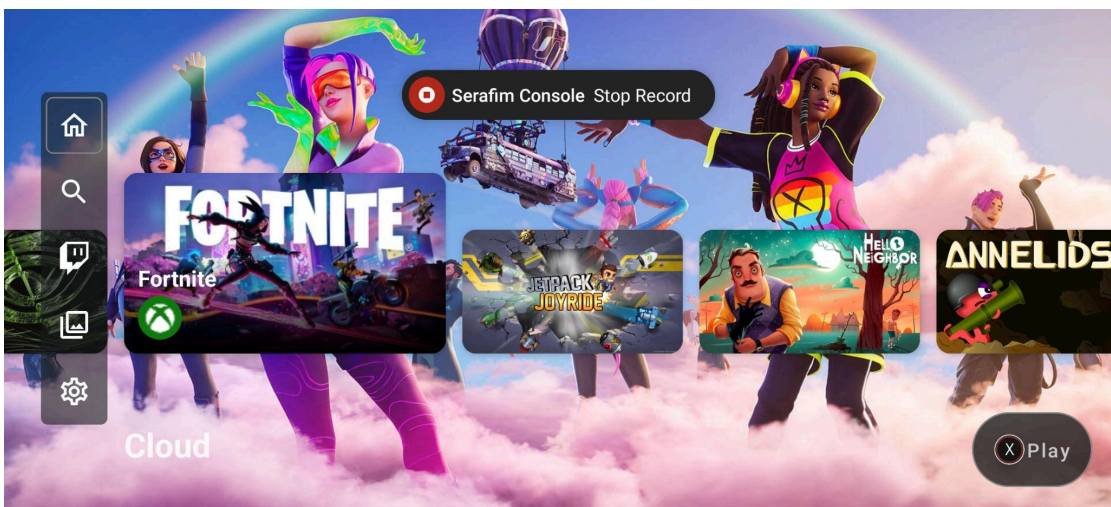 Serafim Console Stop Record
FORTNITE
Fortnite
JETPACK
JOYRIDE
HELLO
NEIGHBOR
ANNELIDS
Cloud
X Play